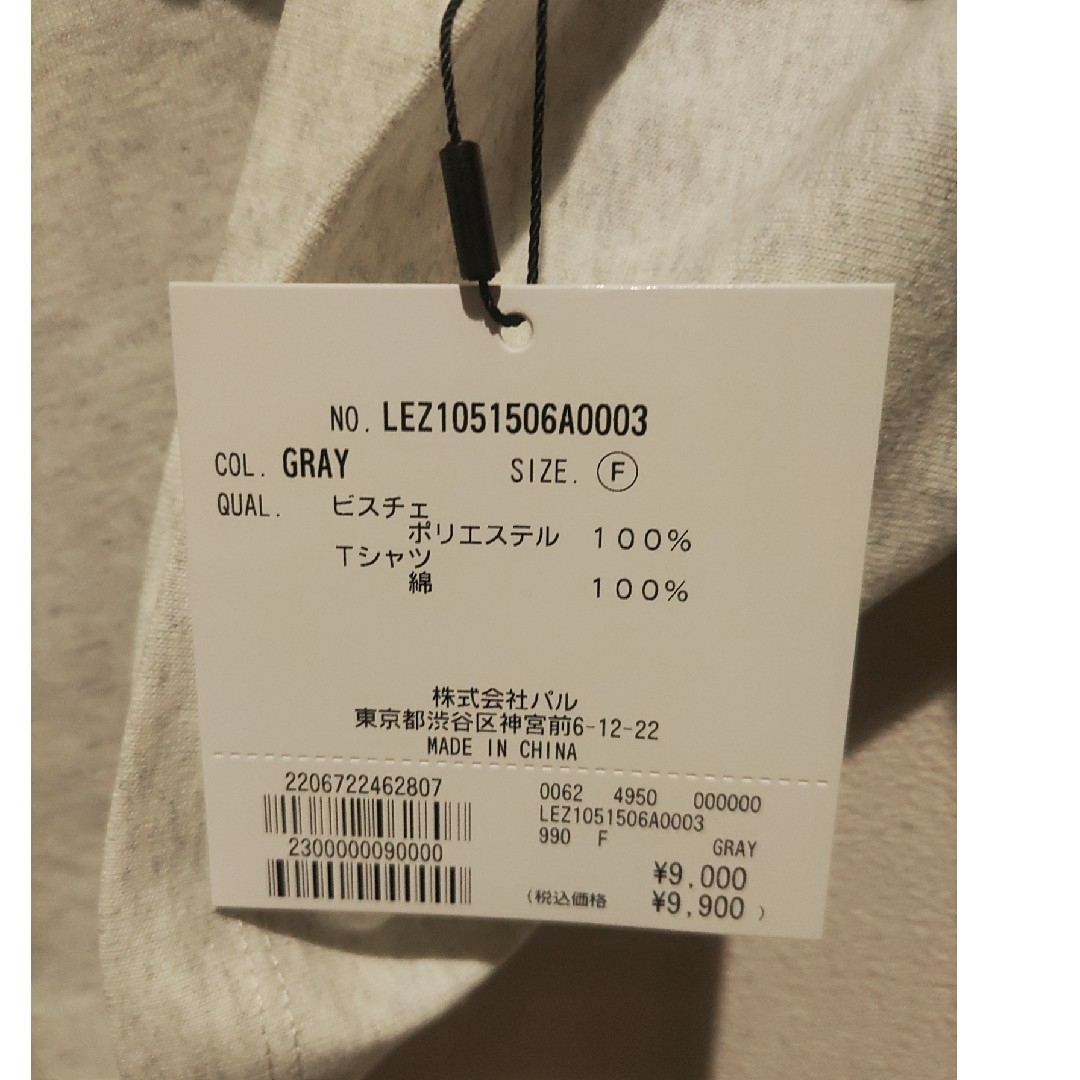 NO. LEZ1051506A0003
COL. GRAY SIZE. Ⓕ
QUAL. ビスチェ
ポリエステル 100%
Tシャツ
綿 100%
株式会社パル
東京都渋谷区神宮前6-12-22
MADE IN CHINA
2206722462807
2300000090000
0062 4950 000000
LEZ1051506A0003
990 F GRAY
¥9,000
(税込価格 ¥9,900 )